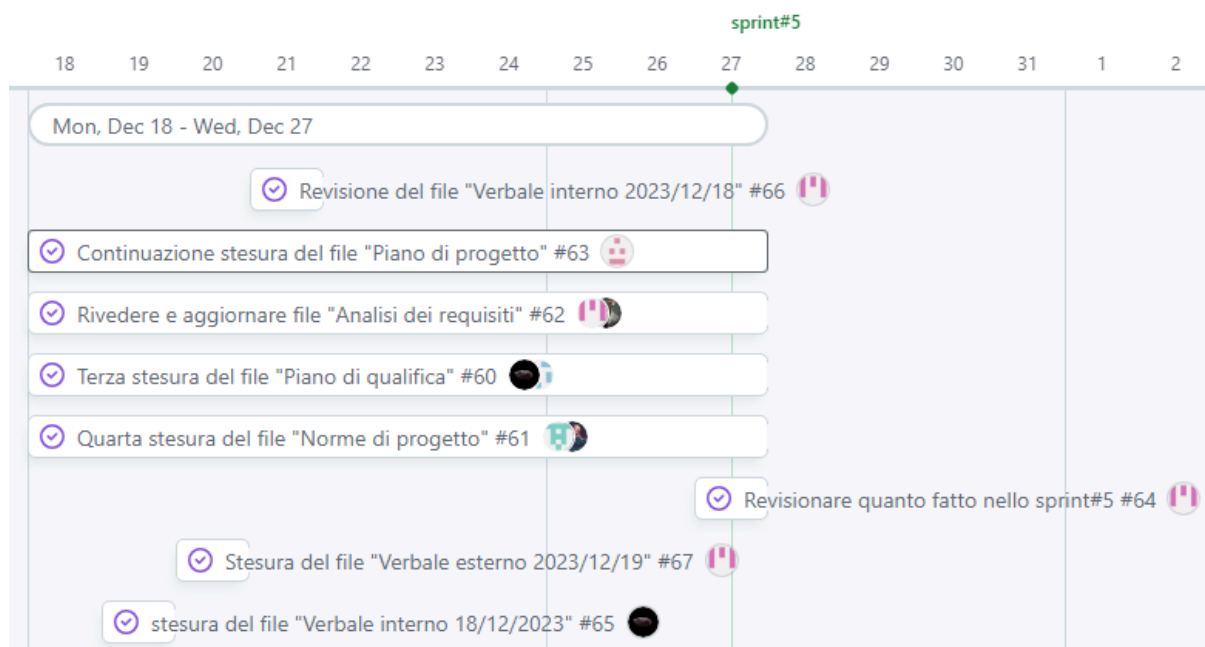 sprint#5
18 19 20 21 22 23 24 25 26 27 28 29 30 31 1 2
Mon, Dec 18 - Wed, Dec 27
Revisione del file "Verbale interno 2023/12/18" #66
Continuazione stesura del file "Piano di progetto" #63
Rivedere e aggiornare file "Analisi dei requisiti" #62
Terza stesura del file "Piano di qualifica" #60
Quarta stesura del file "Norme di progetto" #61
Revisionare quanto fatto nello sprint#5 #64
Stesura del file "Verbale esterno 2023/12/19" #67
stesura del file "Verbale interno 18/12/2023" #65